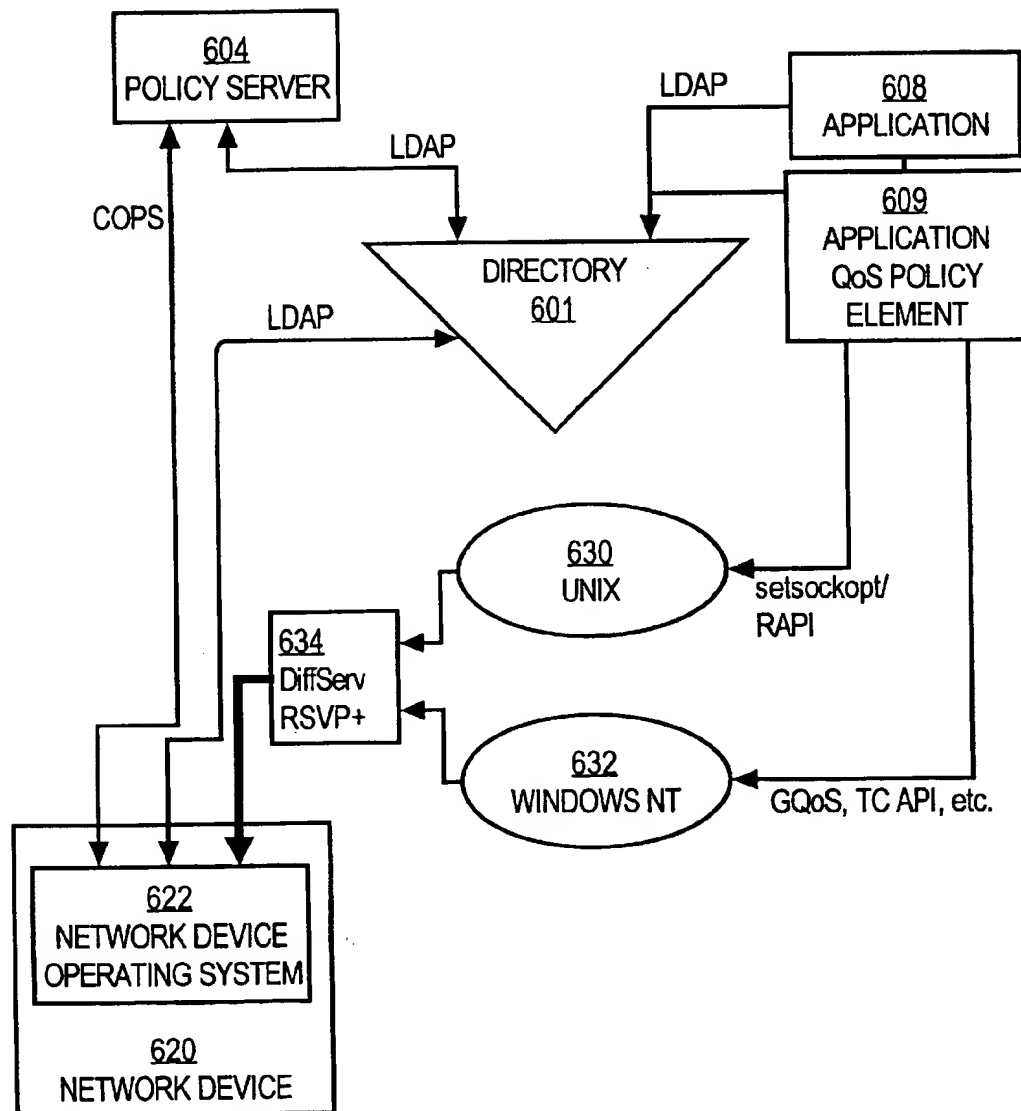 604
POLICY SERVER
LDAP
608
APPLICATION
LDAP
COPS
609
APPLICATION
QoS POLICY
ELEMENT
DIRECTORY
601
LDAP
630
UNIX
setsockopt/
RAPI
634
DiffServ
RSVP+
632
WINDOWS NT
GQoS, TC API, etc.
622
NETWORK DEVICE
OPERATING SYSTEM
620
NETWORK DEVICE